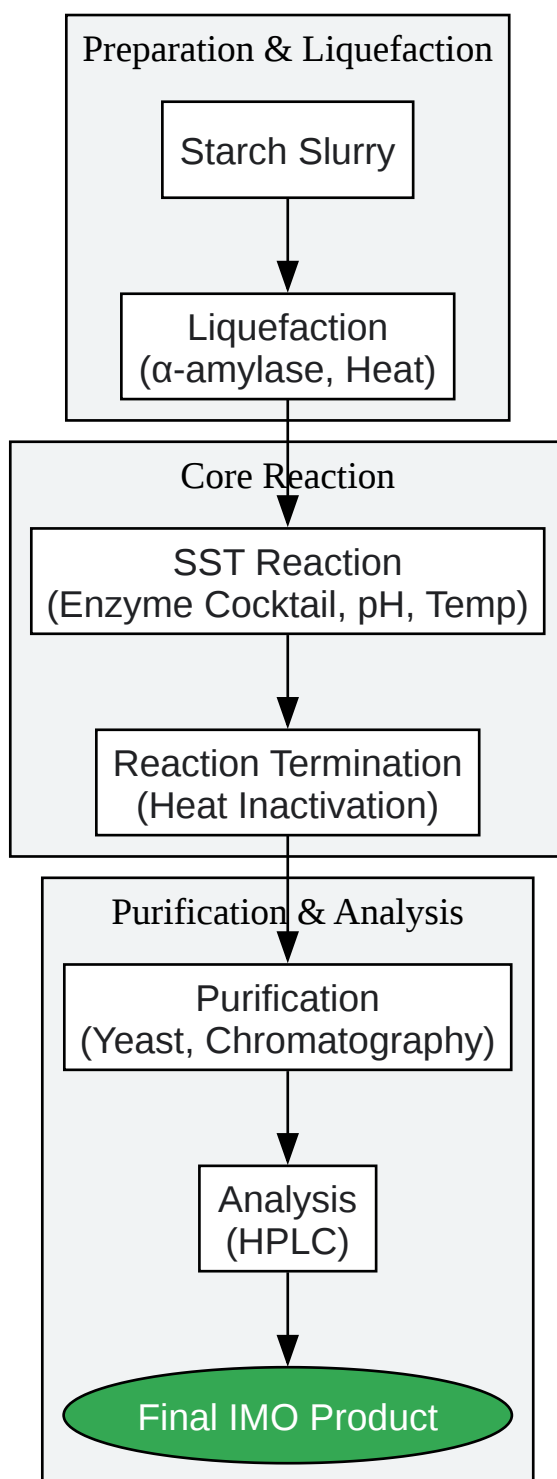 Preparation & Liquefaction
Starch Slurry
Liquefaction
(α-amylase, Heat)
Core Reaction
SST Reaction
(Enzyme Cocktail, pH, Temp)
Reaction Termination
(Heat Inactivation)
Purification & Analysis
Purification
(Yeast, Chromatography)
Analysis
(HPLC)
Final IMO Product